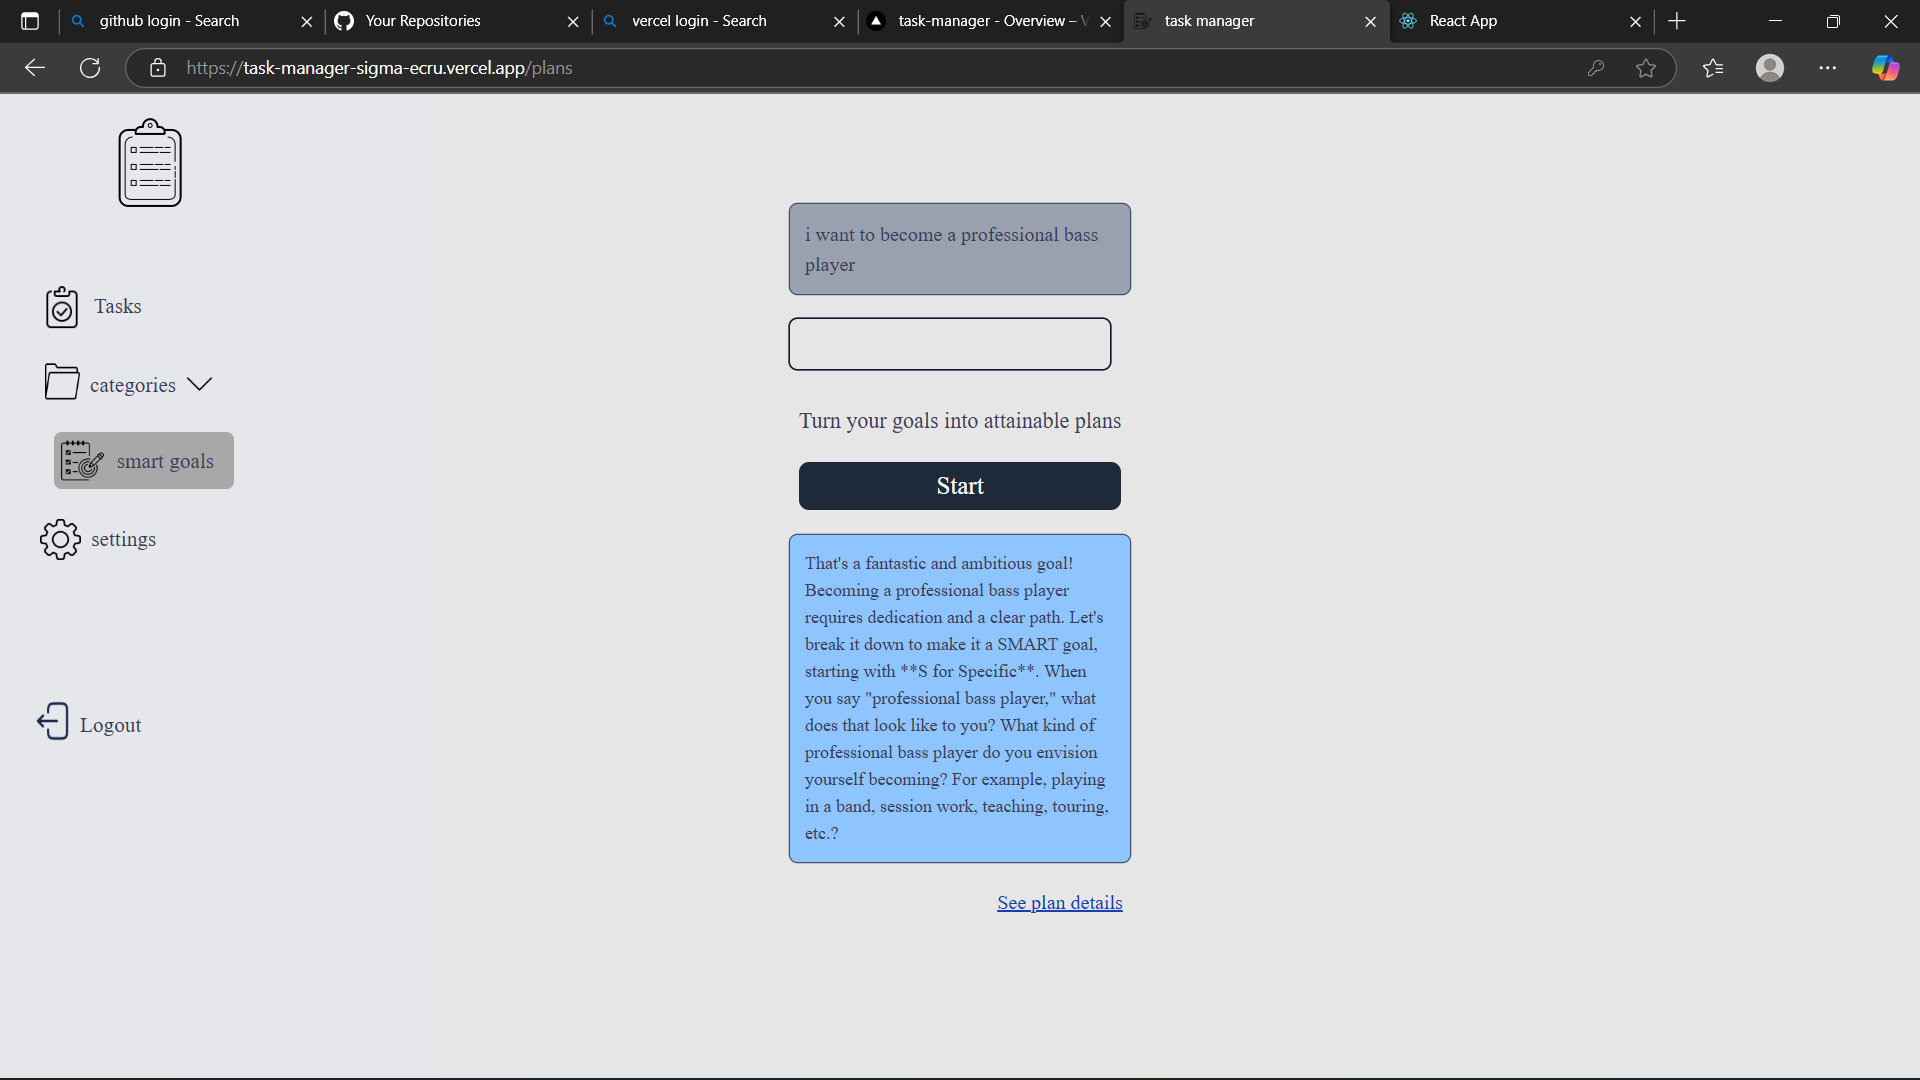 github login - Search
Your Repositories
vercel login - Search
task-manager - Overview –
task manager
React App
https://task-manager-sigma-ecru.vercel.app/plans
Tasks
categories
smart goals
settings
Logout
i want to become a professional bass
player
Turn your goals into attainable plans
Start
That's a fantastic and ambitious goal!
Becoming a professional bass player
requires dedication and a clear path. Let's
break it down to make it a SMART goal,
starting with **S for Specific**. When
you say "professional bass player," what
does that look like to you? What kind of
professional bass player do you envision
yourself becoming? For example, playing
in a band, session work, teaching, touring,
etc.?
See plan details